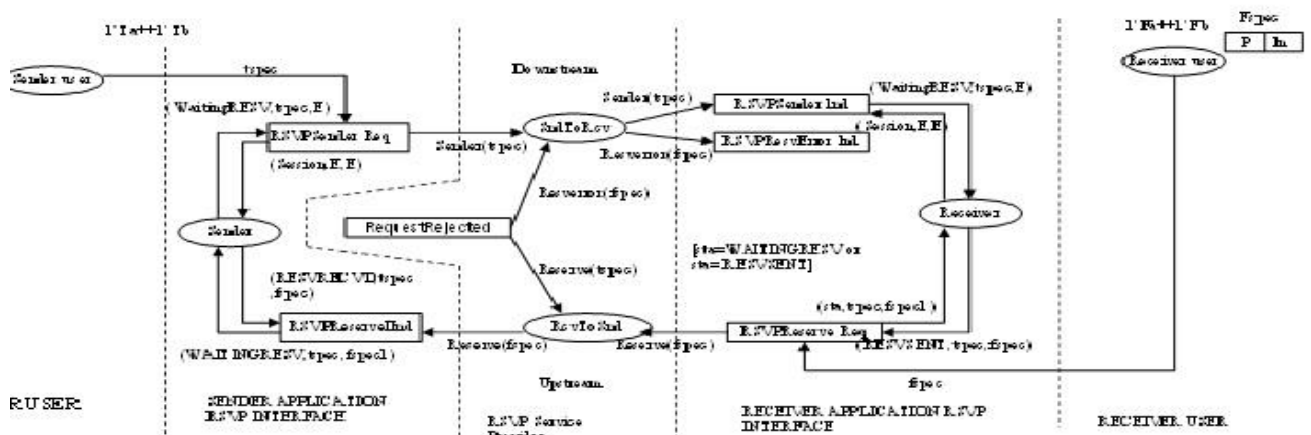 1`Ta++1`Tb
1`Fa++1`Fb
Fspec
P
Sender user
tspec
Downstream
Receiver user
(WaitingRESV,tspec,E)
Sender(tspec)
RSVPSender Ind
(WaitingRESV,tspec,E)
RSVPSender Req
SndToRcv
(Session,E,E)
Sender(tspec)
Resverror(fspec)
RSVPResvError Ind
(Session,E,E)
Resverror(fspec)
Sender
RequestRejected
Receiver
[sta=WAITINGRESV or
sta=RESVSENT]
Reserve(tspec)
(RESVRECVD,tspec
,fspec)
(sta,tspec,fspec1)
RSVPReserve Ind
RcvToSnd
RSVPReserve Req
Reserve(fspec)
Reserve(fspec)
(RESVSENT,tspec,fspec)
(WAITINGRESV,tspec,fspec1)
Upstream
fspec
R USER:
SENDER APPLICATION
RSVP INTERFACE
RSVP Service
RECEIVER APPLICATION RSVP
INTERFACE
RECEIVER USER